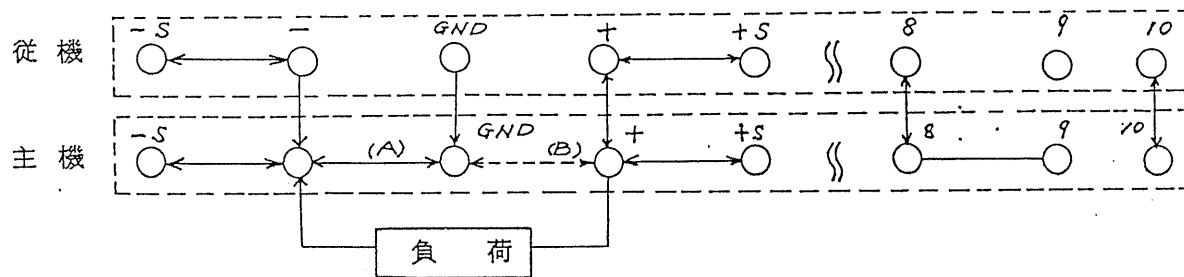 -S - GND + +S 8 9 10
従機
-S GND + +S 8 9 10
主機
(A) (B)
負荷